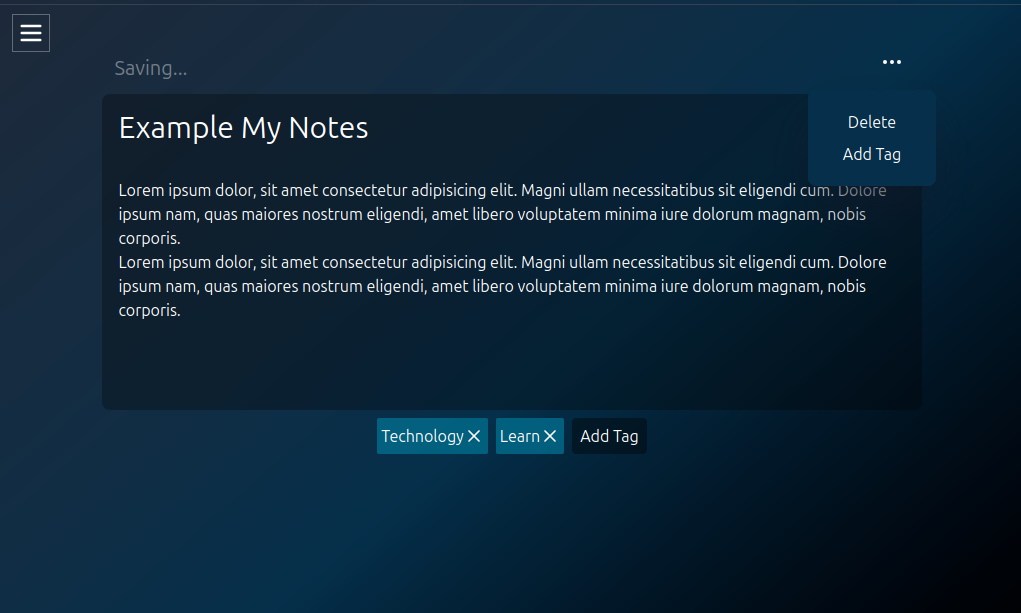 Saving...
Example My Notes
Delete
Add Tag
Lorem ipsum dolor, sit amet consectetur adipisicing elit. Magni ullam necessitatibus sit eligendi cum. Dolore
ipsum nam, quas maiores nostrum eligendi, amet libero voluptatem minima iure dolorum magnam, nobis
corporis.
Lorem ipsum dolor, sit amet consectetur adipisicing elit. Magni ullam necessitatibus sit eligendi cum. Dolore
ipsum nam, quas maiores nostrum eligendi, amet libero voluptatem minima iure dolorum magnam, nobis
corporis.
Technology Learn Add Tag